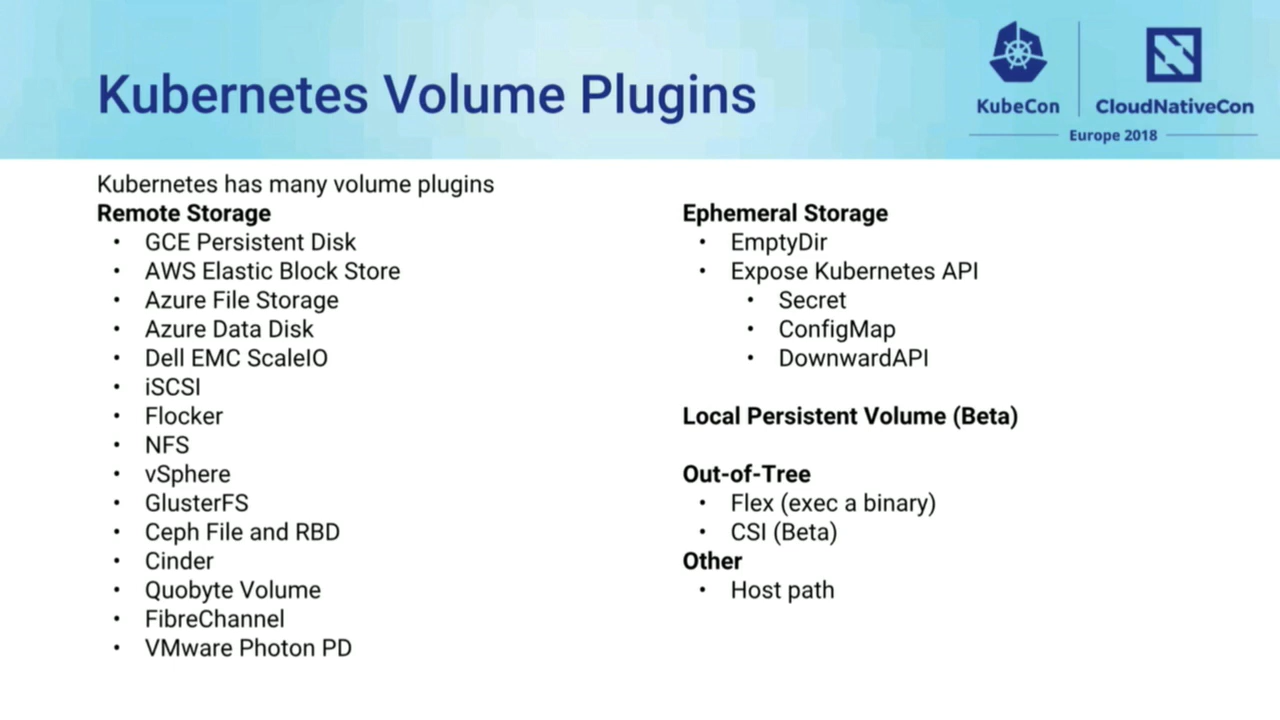 Kubernetes Volume Plugins
KubeCon
CloudNativeCon
Europe 2018
Kubernetes has many volume plugins
Remote Storage
• GCE Persistent Disk
• AWS Elastic Block Store
• Azure File Storage
• Azure Data Disk
• Dell EMC ScaleIO
• iSCSI
• Flocker
• NFS
• vSphere
• GlusterFS
• Ceph File and RBD
• Cinder
• Quobyte Volume
• FibreChannel
• VMware Photon PD
Ephemeral Storage
• EmptyDir
• Expose Kubernetes API
• Secret
• ConfigMap
• DownwardAPI
Local Persistent Volume (Beta)
Out-of-Tree
• Flex (exec a binary)
• CSI (Beta)
Other
• Host path